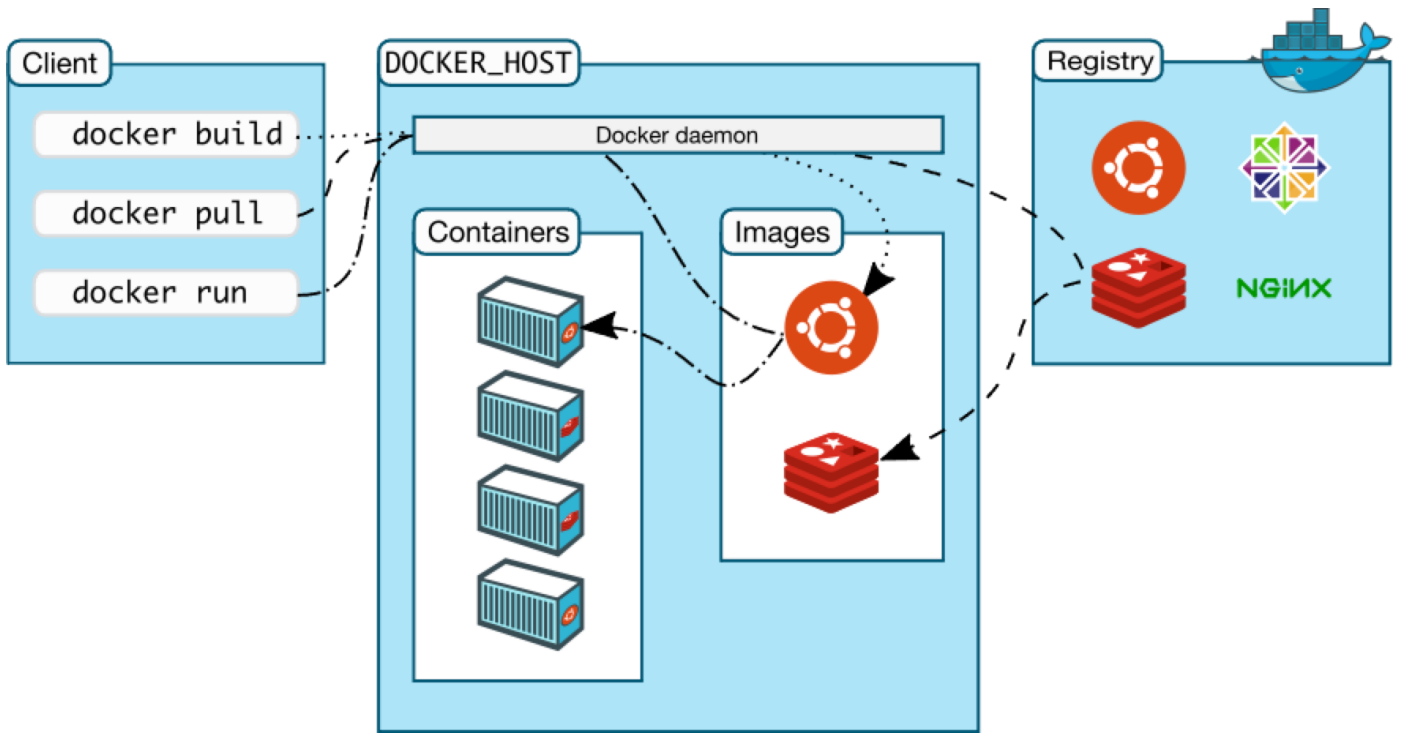 Client
docker build
docker pull
docker run
DOCKER_HOST
Docker daemon
Containers
Images
Registry
NGiNX